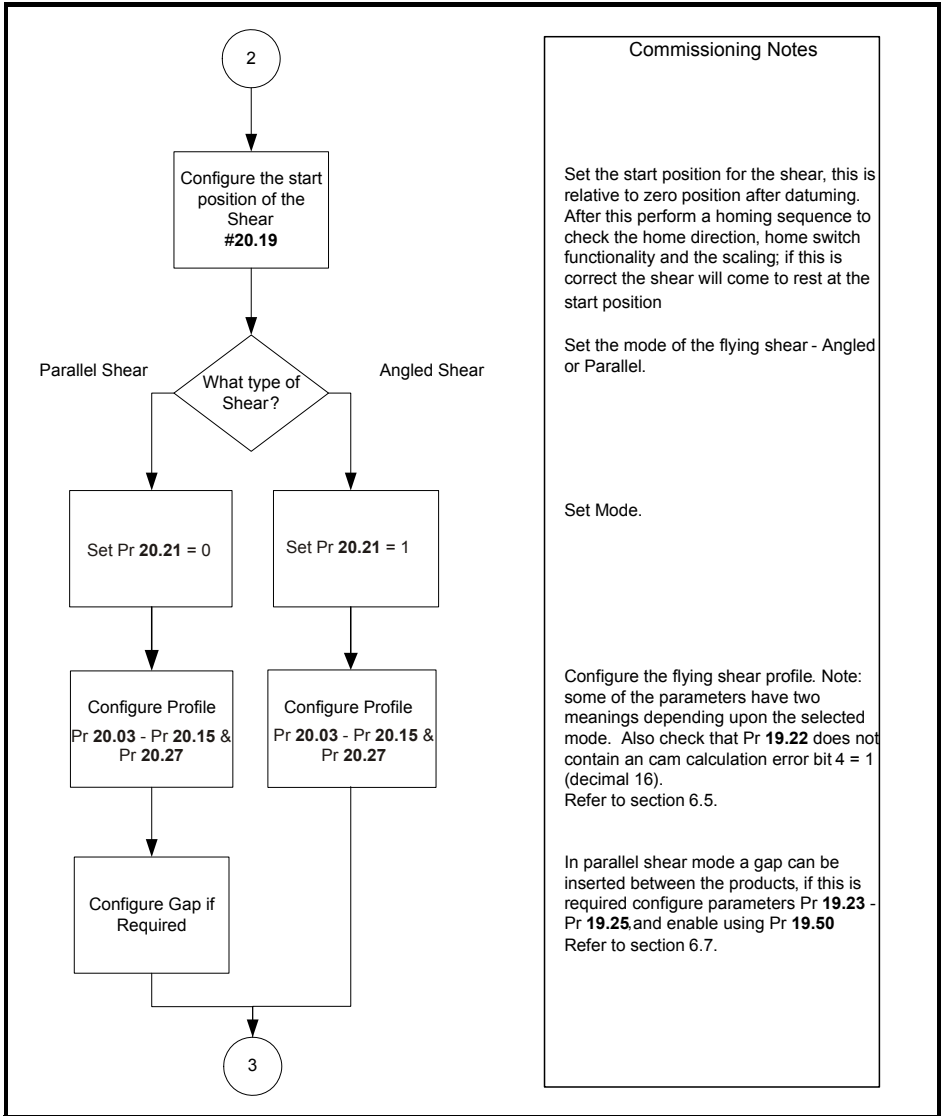 2
Configure the start
position of the
Shear
#20.19
Parallel Shear
What type of
Shear?
Angled Shear
Set Pr 20.21 = 0
Set Pr 20.21 = 1
Configure Profile
Pr 20.03 - Pr 20.15 &
Pr 20.27
Configure Profile
Pr 20.03 - Pr 20.15 &
Pr 20.27
Configure Gap if
Required
3
Commissioning Notes
Set the start position for the shear, this is
relative to zero position after datuming.
After this perform a homing sequence to
check the home direction, home switch
functionality and the scaling; if this is
correct the shear will come to rest at the
start position
Set the mode of the flying shear - Angled
or Parallel.
Set Mode.
Configure the flying shear profile. Note:
some of the parameters have two
meanings depending upon the selected
mode. Also check that Pr 19.22 does not
contain an cam calculation error bit 4 = 1
(decimal 16).
Refer to section 6.5.
In parallel shear mode a gap can be
inserted between the products, if this is
required configure parameters Pr 19.23 -
Pr 19.25, and enable using Pr 19.50
Refer to section 6.7.